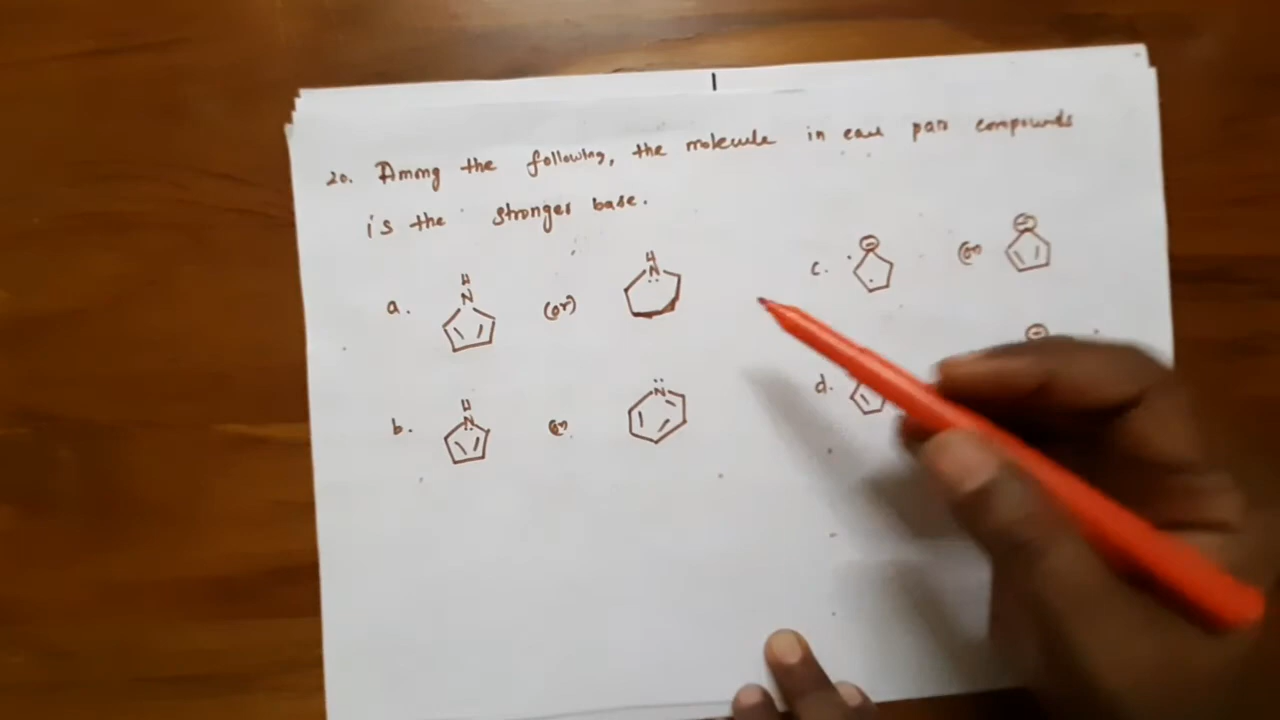 20. Among the following, the molecule in each pair compounds
is the stronger base.
a. H N (or) H N
b. H N or N
c. or
d.